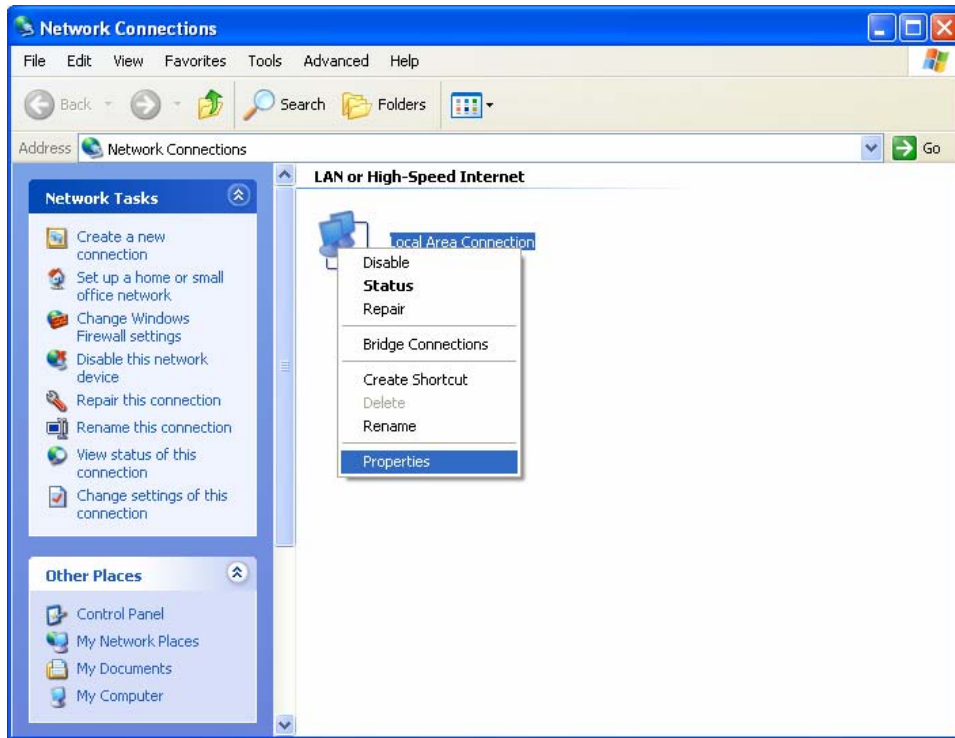 Network Connections
File Edit View Favorites Tools Advanced Help
Back Search Folders
Address Network Connections Go
Network Tasks
Create a new
connection
Set up a home or small
office network
Change Windows
Firewall settings
Disable this network
device
Repair this connection
Rename this connection
View status of this
connection
Change settings of this
connection
Other Places
Control Panel
My Network Places
My Documents
My Computer
LAN or High-Speed Internet
Local Area Connection
Disable
Status
Repair
Bridge Connections
Create Shortcut
Delete
Rename
Properties